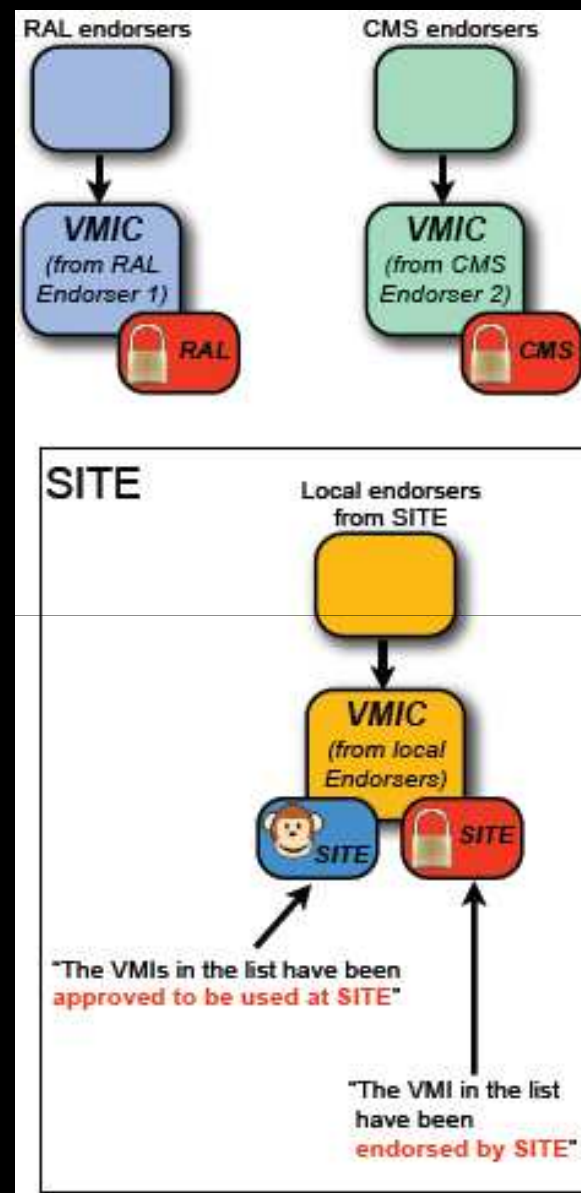 RAL endorsers
CMS endorsers
VMIC
(from RAL
Endorser 1)
RAL
VMIC
(from CMS
Endorser 2)
CMS
SITE
Local endorsers
from SITE
VMIC
(from local
Endorsers)
SITE
SITE
"The VMIs in the list have been
approved to be used at SITE"
"The VMI in the list
have been
endorsed by SITE"